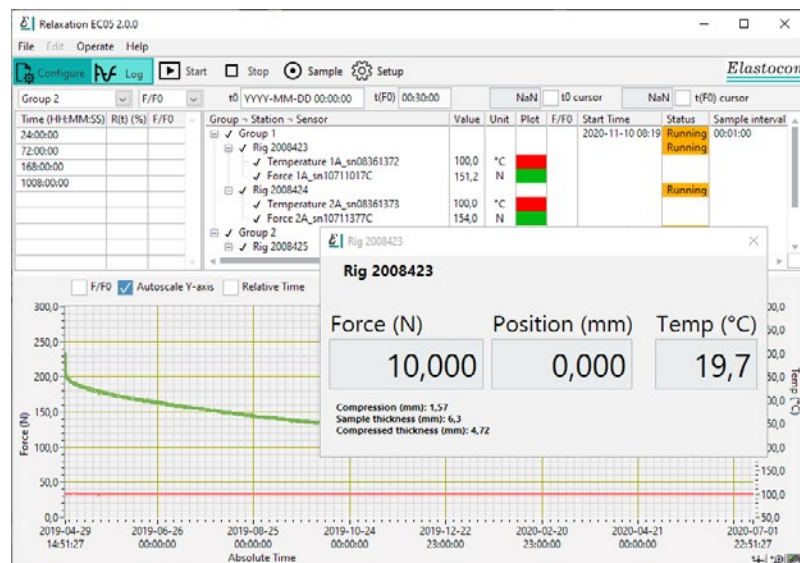 Relaxation EC05 2.0.0
File Edit Operate Help
Configure Log Start Stop Sample Setup Elastocon
Group 2 F/F0 t0 YYYY-MM-DD 00:00:00 t(F0) 00:30:00 NaN t0 cursor NaN t(F0) cursor
Time (HH:MM:SS) R(t) (%) F/F0 Group ¬ Station ¬ Sensor Value Unit Plot F/F0 Start Time Status Sample interval
24:00:00 Group 1 2020-11-10 08:19 Running 00:01:00
72:00:00 Rig 2008423 Running
168:00:00 Temperature 1A_sn08361372 100,0 °C
1008:00:00 Force 1A_sn10711017C 151,2 N
Rig 2008424 Running
Temperature 2A_sn08361373 100,0 °C
Force 2A_sn10711377C 154,0 N
Group 2
Rig 2008425
Rig 2008423
Rig 2008423
Force (N) Position (mm) Temp (°C)
10,000 0,000 19,7
Compression (mm): 1,57
Sample thickness (mm): 6,3
Compressed thickness (mm): 4,72
F/F0 Autoscale Y-axis Relative Time
300,0
250,0
200,0
150,0
100,0
50,0
0,0
Force (N)
150,0
100,0
50,0
Temp (°C)
2019-04-29 2019-06-26 2019-08-25 2019-10-24 2019-12-22 2020-02-20 2020-04-21 2020-07-01
14:51:27 00:00:00 00:00:00 00:00:00 23:00:00 23:00:00 00:00:00 22:51:27
Absolute Time